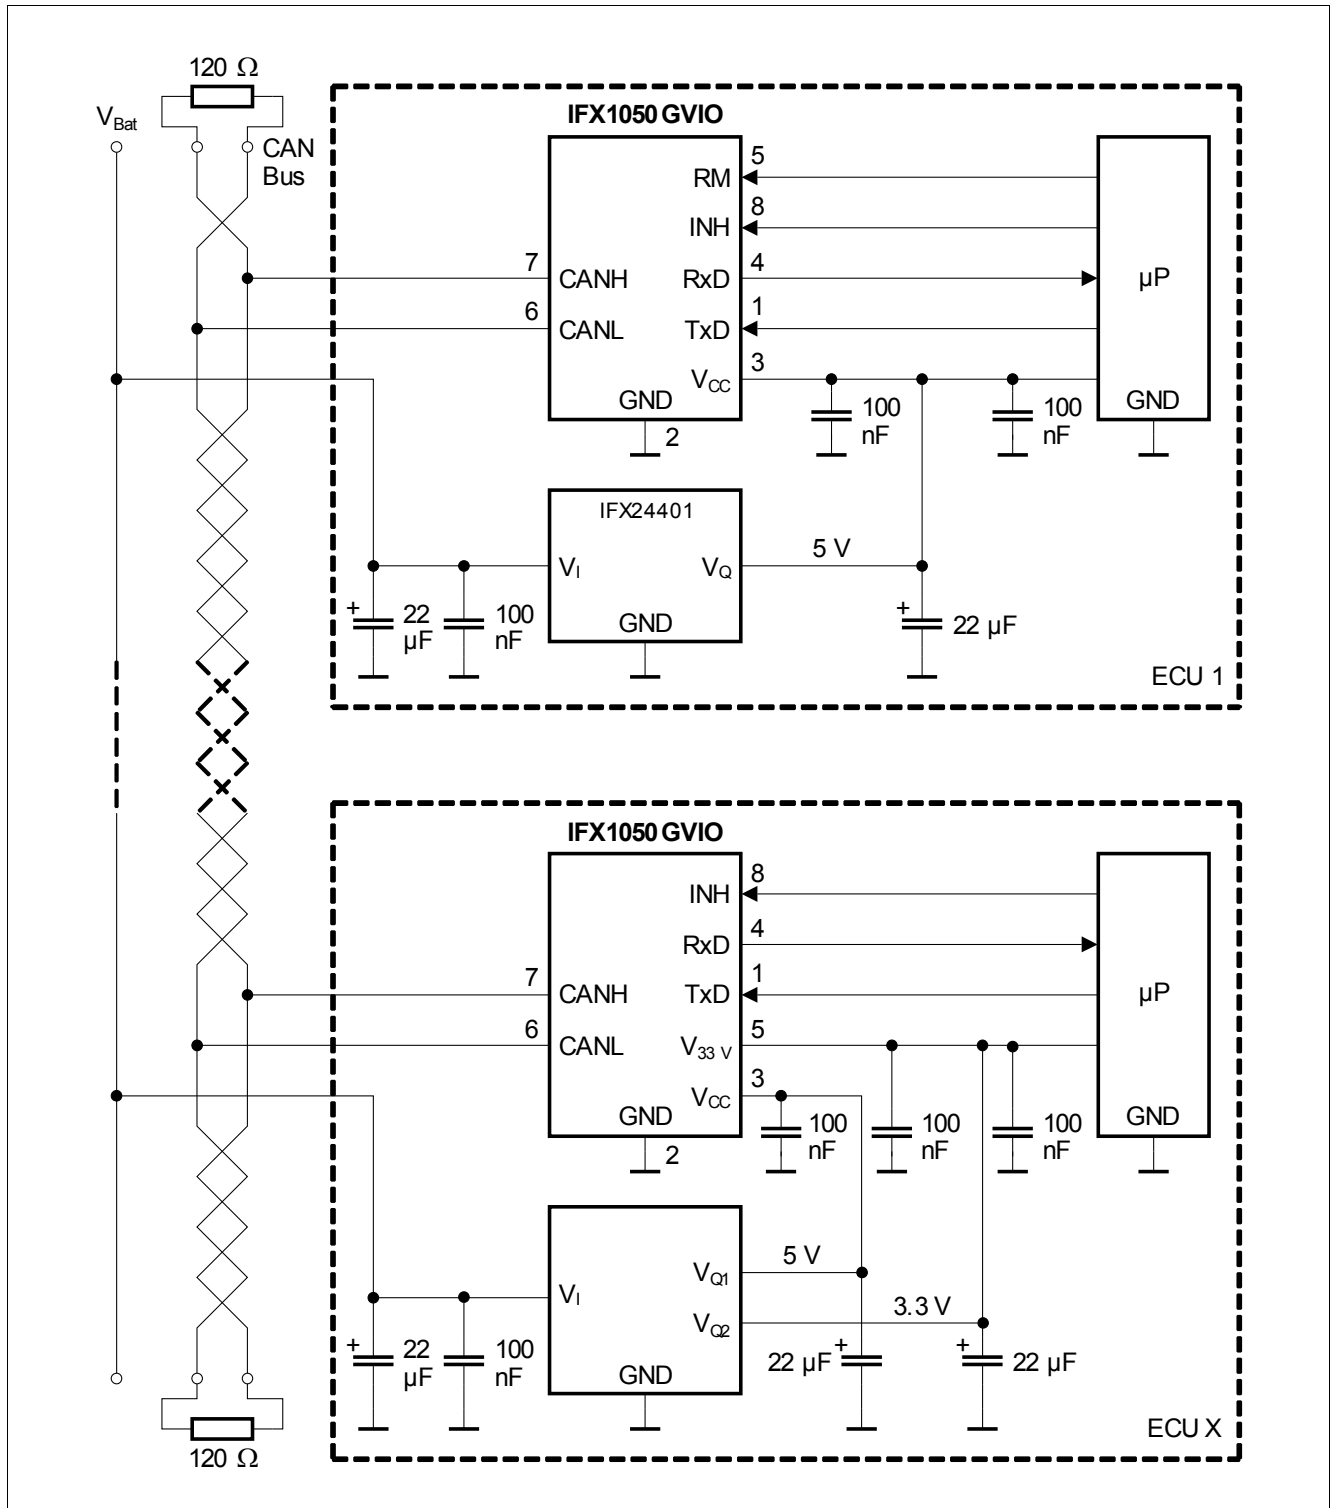 120 Ω
V_Bat
CAN
Bus
IFX1050 GVIO
RM
5
INH
8
7
CANH
RxD
4
µP
6
CANL
TxD
1
V_CC
3
GND
2
100
nF
100
nF
GND
IFX24401
V_I
V_Q
5 V
GND
+
22
µF
100
nF
+
22 µF
ECU 1
IFX1050 GVIO
INH
8
RxD
4
7
CANH
TxD
1
µP
6
CANL
V_33 V
5
V_CC
3
GND
2
100
nF
100
nF
100
nF
GND
V_I
V_Q1
5 V
V_Q2
3.3 V
GND
+
22
µF
100
nF
22 µF
+
+
22 µF
ECU X
120 Ω